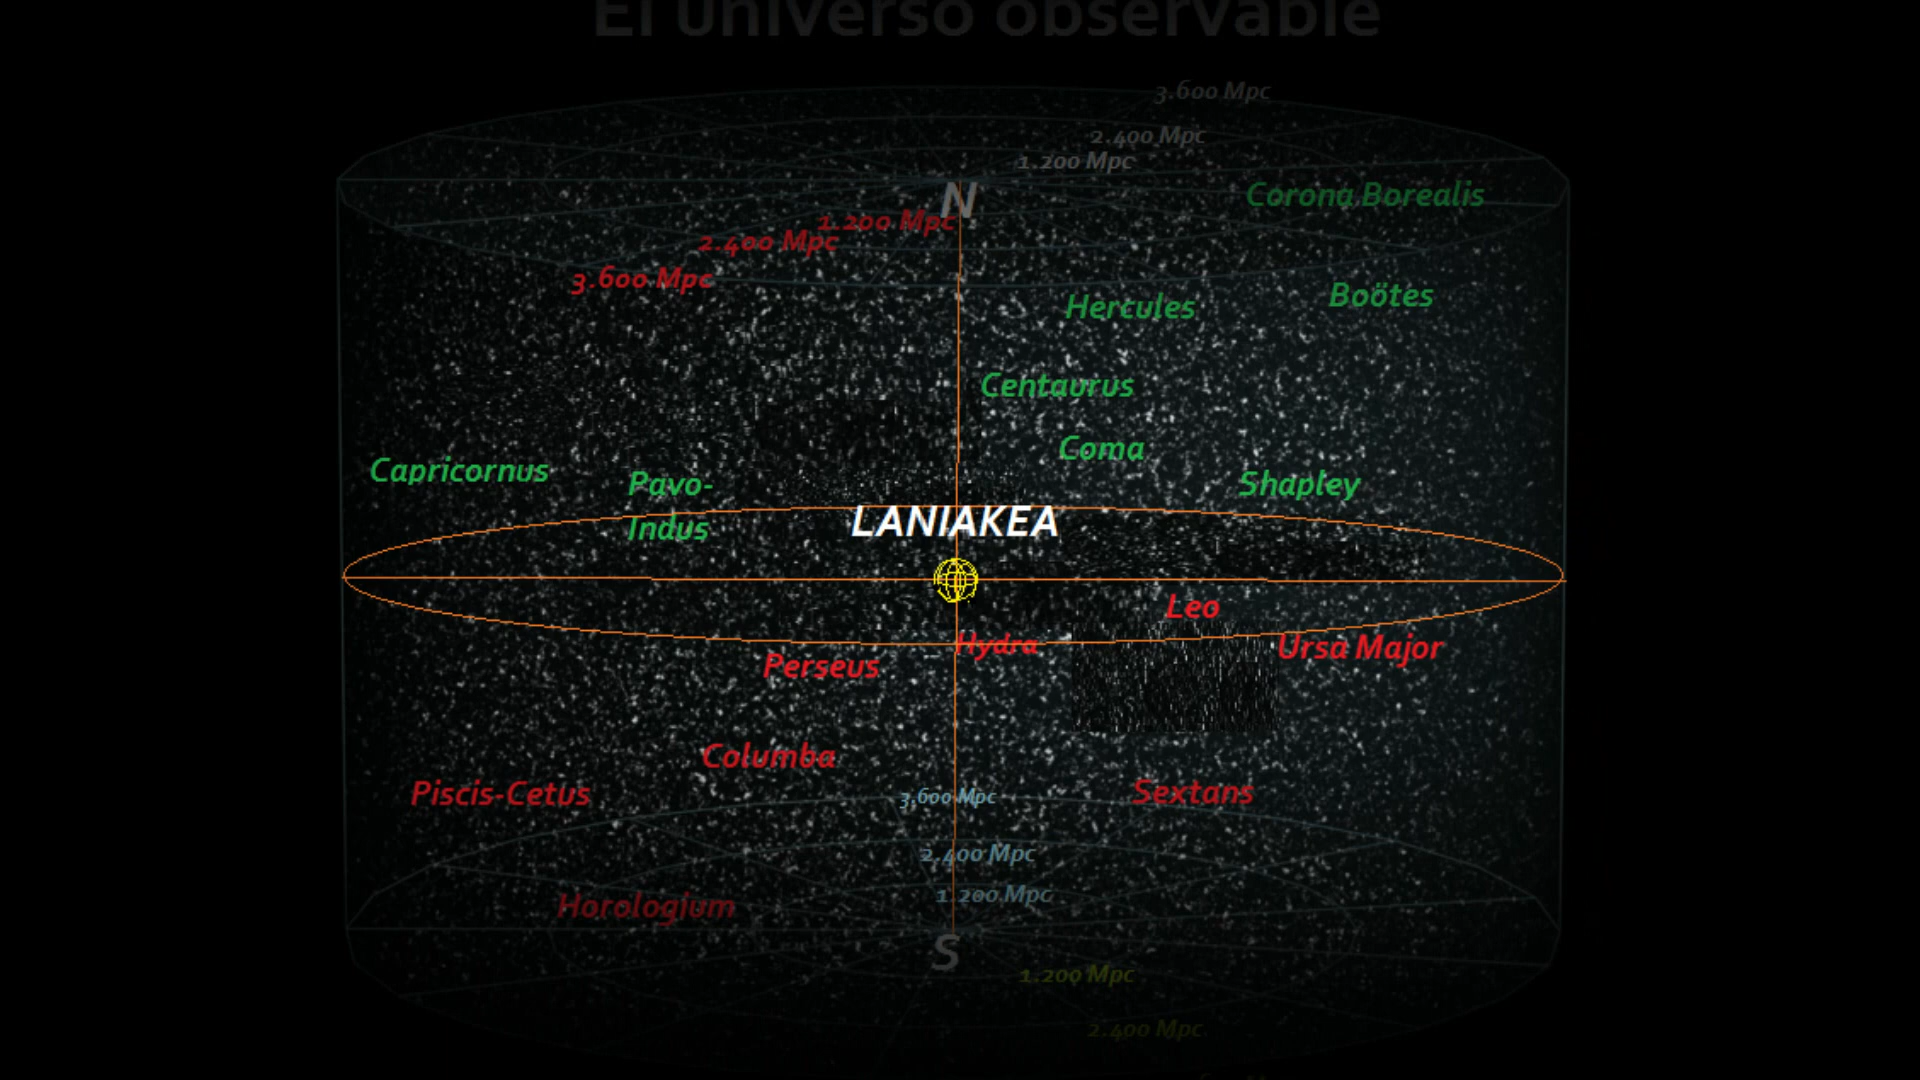 El universo observable
3.600 Mpc
2.400 Mpc
1.200 Mpc
N
Corona Borealis
1.200 Mpc
2.400 Mpc
3.600 Mpc
Boötes
Hercules
Centaurus
Coma
Capricornus
Pavo-
Indus
Shapley
LANIAKEA
Leo
Hydra
Ursa Major
Perseus
Columba
Piscis-Cetus
Sextans
3.600 Mpc
2.400 Mpc
1.200 Mpc
Horologium
S
1.200 Mpc
2.400 Mpc